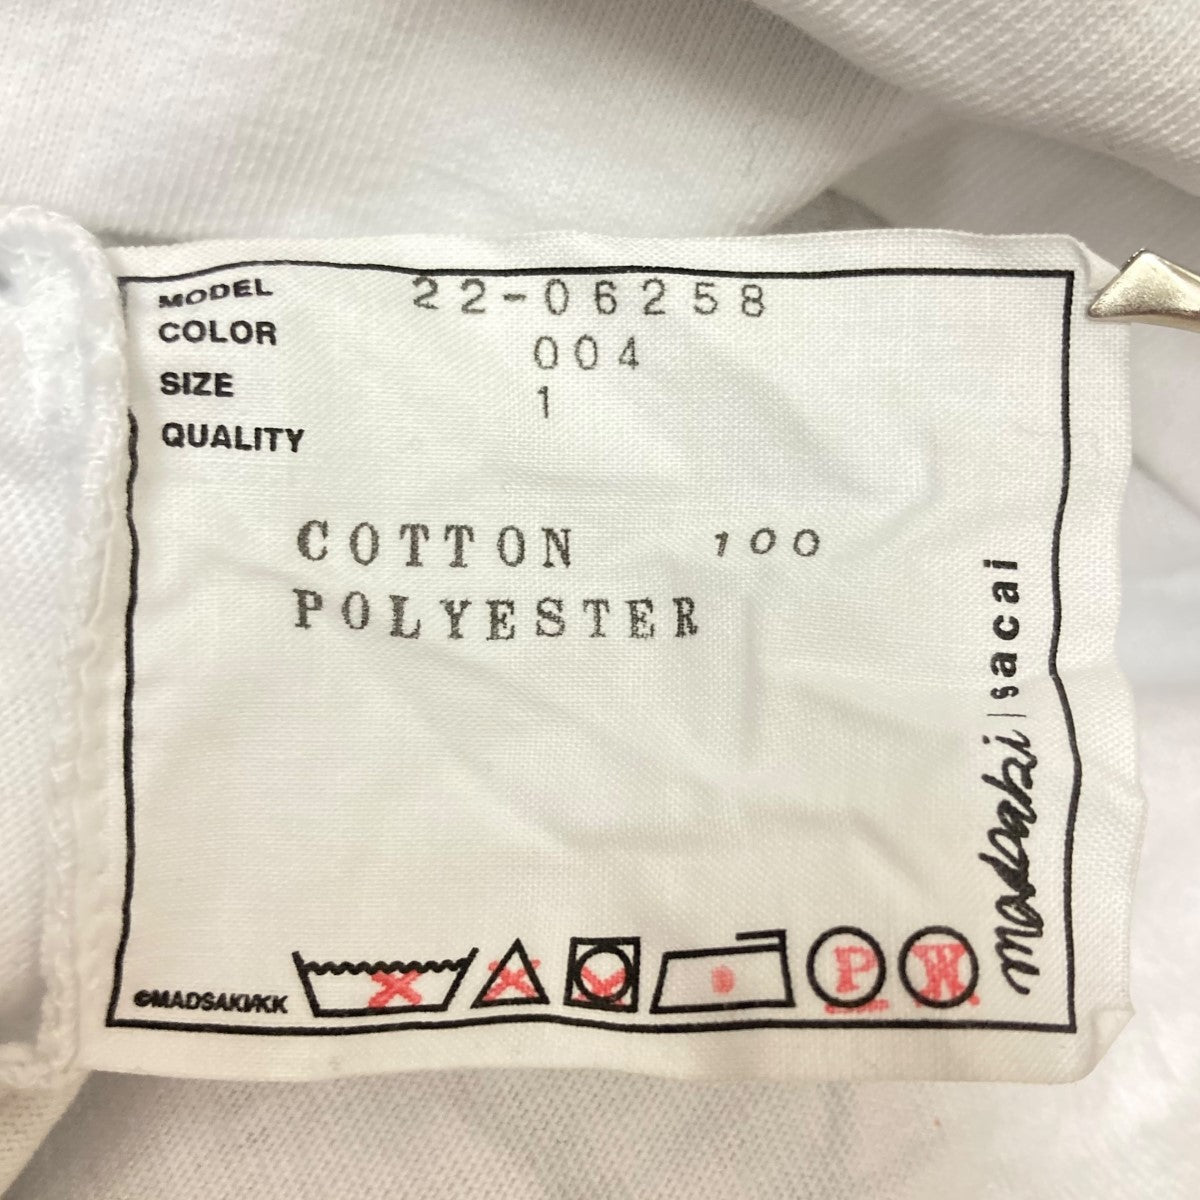 MODEL 22-06258
COLOR 004
SIZE 1
QUALITY
COTTON 100
POLYESTER
madsaki | sacai
©MADSAKI/KK
P
W